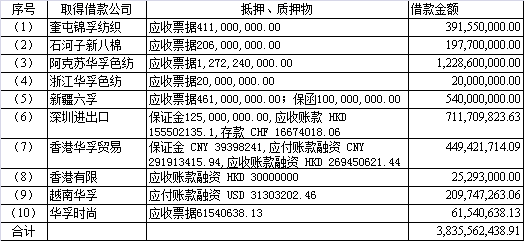 序号 取得借款公司 抵押、质押物 借款金额
(1) 奎屯锦孚纺织 应收票据411,000,000.00 391,550,000.00
(2) 石河子新八棉 应收票据206,000,000.00 197,700,000.00
(3) 阿克苏华孚色纺 应收票据1,272,240,000.00 1,228,600,000.00
(4) 浙江华孚色纺 应收票据20,000,000.00 20,000,000.00
(5) 新疆六孚 应收票据461,000,000.00；保函100,000,000.00 540,000,000.00
(6) 深圳进出口 保证金125,000,000.00,应收账款 HKD 711,709,823.63
155502135.1,存款 CHF 16674018.06
(7) 香港华孚贸易 保证金 CNY 39398241,应付账款融资 CNY 449,421,714.09
291913415.94,应收账款融资 HKD 269450621.44
(8) 香港有限 应收账款融资 HKD 30000000 25,293,000.00
(9) 越南华孚 应付账款融资 USD 31303202.46 209,747,263.06
(10) 华孚时尚 应收票据61540638.13 61,540,638.13
合计 3,835,562,438.91